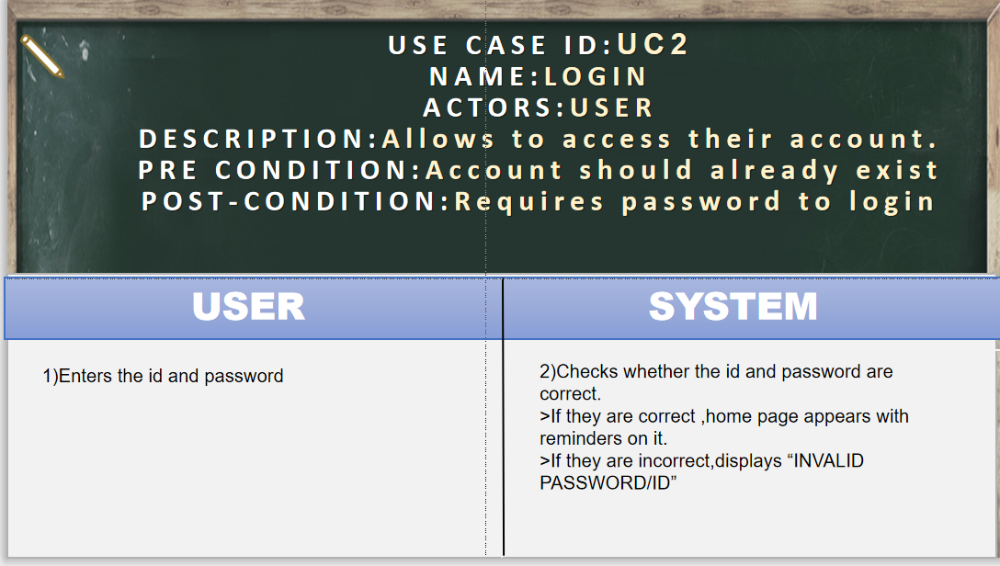 USE CASE ID:UC2
NAME:LOGIN
ACTORS:USER
DESCRIPTION:Allows to access their account.
PRE CONDITION:Account should already exist
POST-CONDITION:Requires password to login
USER
SYSTEM
1)Enters the id and password
2)Checks whether the id and password are
correct.
>If they are correct ,home page appears with
reminders on it.
>If they are incorrect,displays “INVALID
PASSWORD/ID”